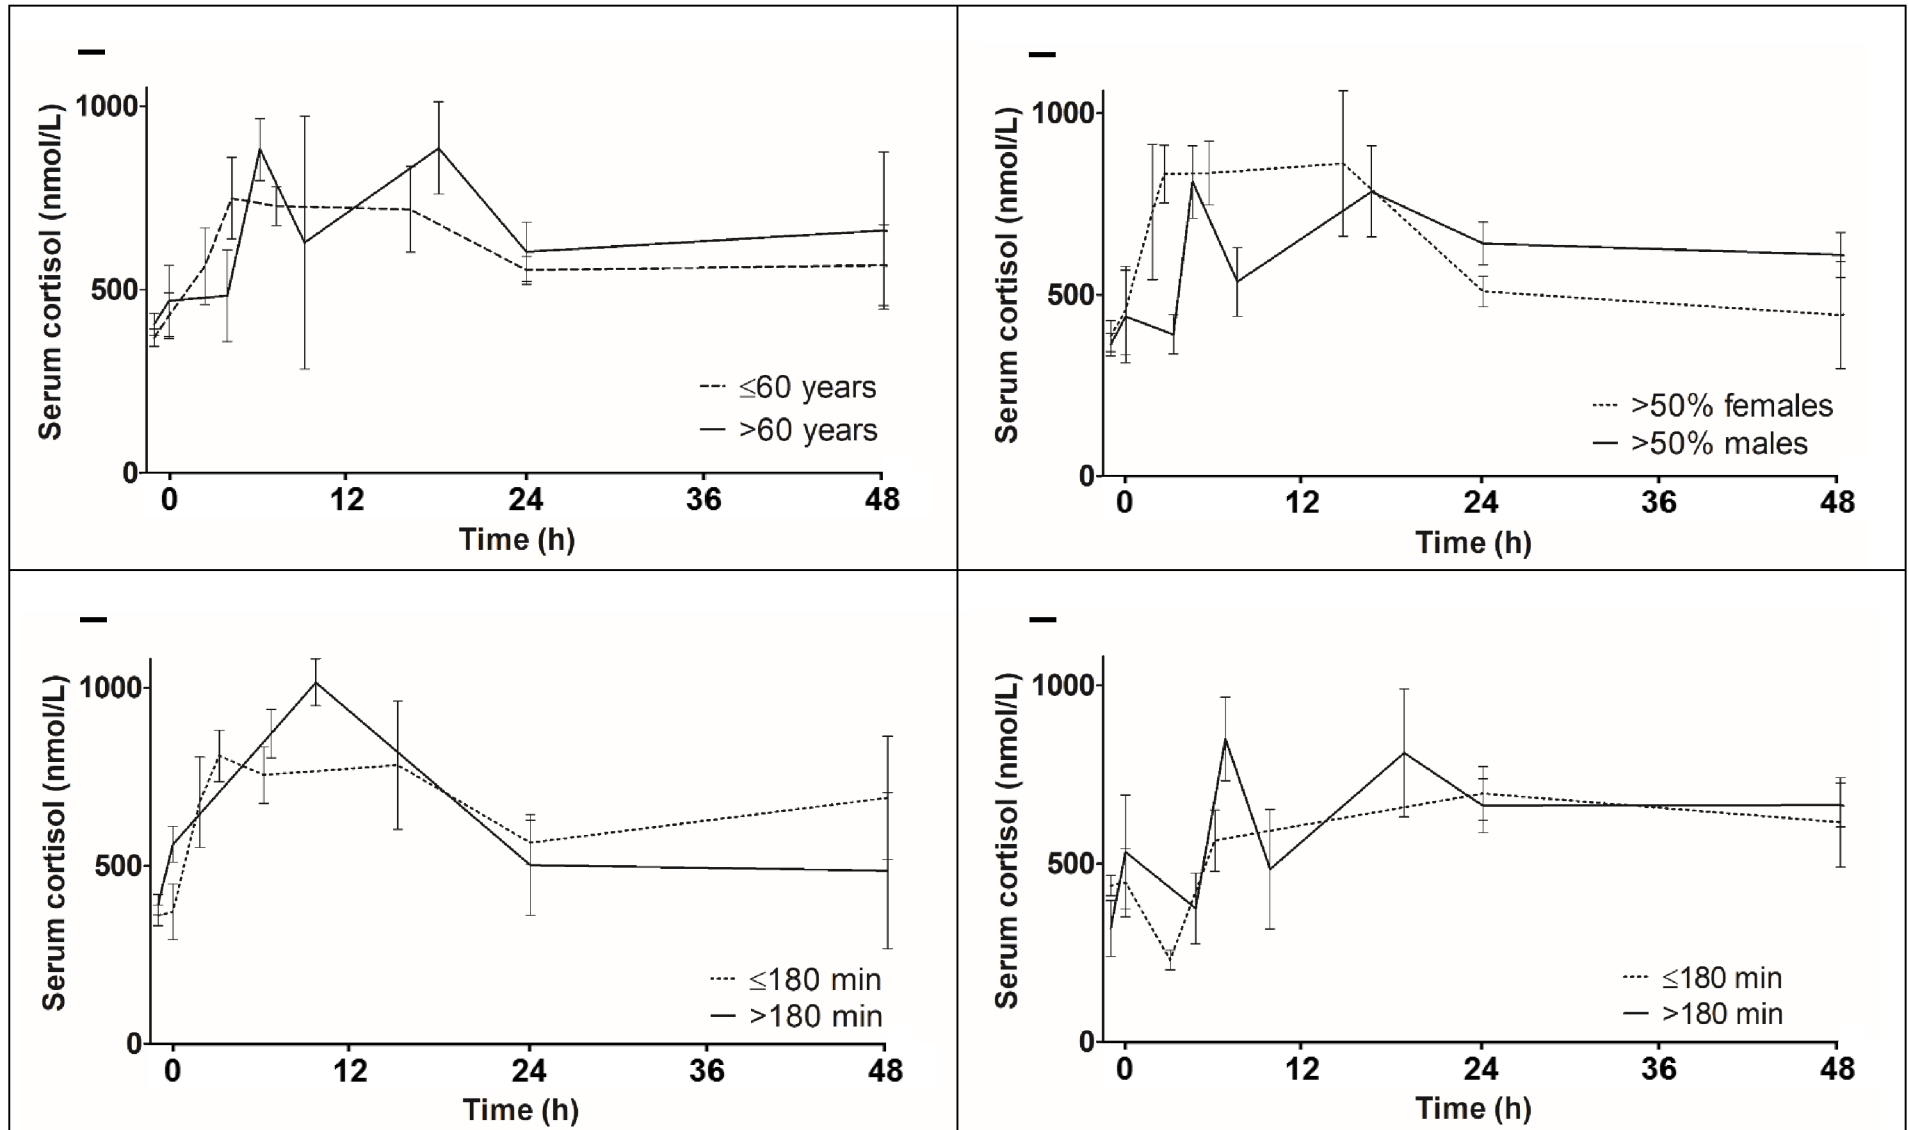 Serum cortisol (nmol/L)
1000
500
0
≤60 years
>60 years
0 12 24 36 48
Time (h)
Serum cortisol (nmol/L)
1000
500
0
>50% females
>50% males
0 12 24 36 48
Time (h)
Serum cortisol (nmol/L)
1000
500
0
≤180 min
>180 min
0 12 24 36 48
Time (h)
Serum cortisol (nmol/L)
1000
500
0
≤180 min
>180 min
0 12 24 36 48
Time (h)